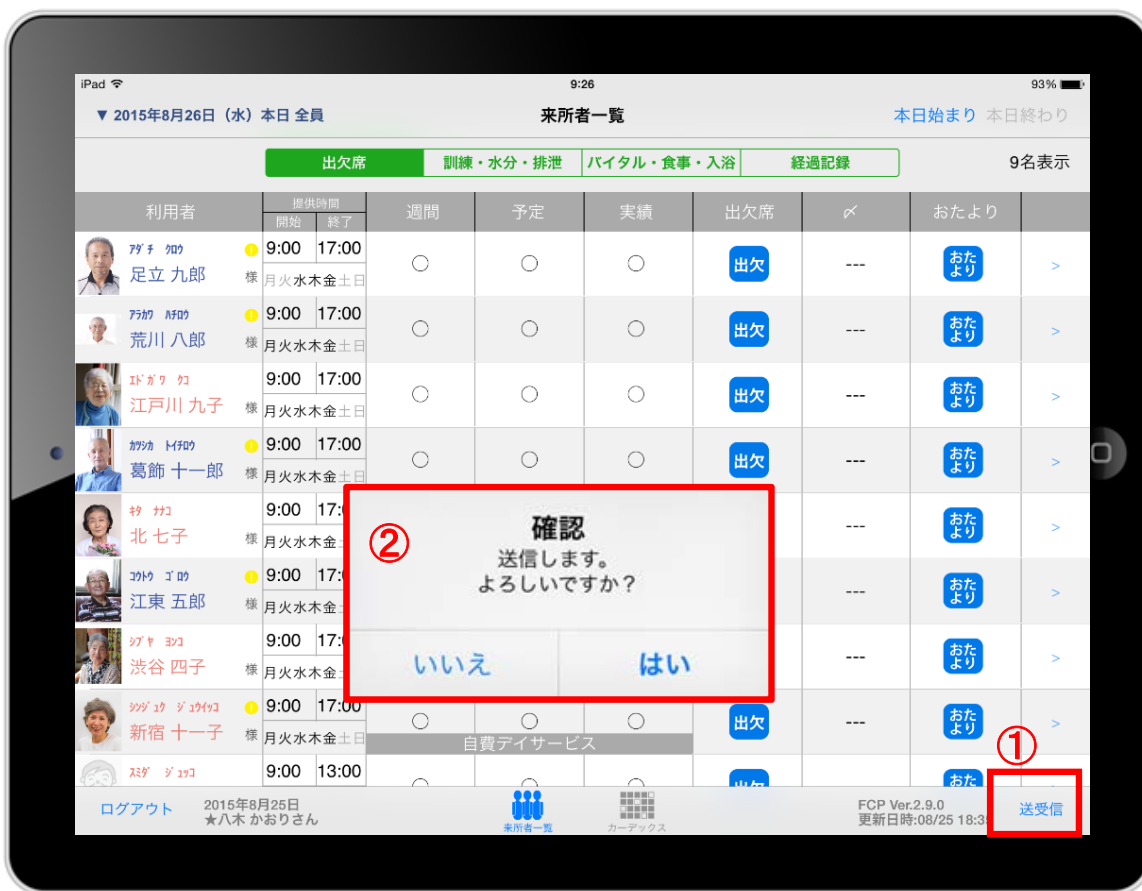 iPad 9:26 93%
▼ 2015年8月26日（水）本日 全員 来所者一覧 本日始まり 本日終わり
出欠席 訓練・水分・排泄 バイタル・食事・入浴 経過記録 9名表示
利用者 提供時間 週間 予定 実績 出欠席 〆 おたより
開始 終了
ｱﾀﾞﾁ ｸﾛｳ 9:00 17:00
足立 九郎 様 月火水木金土日 ○ ○ ○ 出欠 --- おたより >
ｱﾗｶﾜ ﾊﾁﾛｳ 9:00 17:00
荒川 八郎 様 月火水木金土日 ○ ○ ○ 出欠 --- おたより >
ｴﾄﾞｶﾞﾜ ｸｺ 9:00 17:00
江戸川 九子 様 月火水木金土日 ○ ○ ○ 出欠 --- おたより >
ｶﾂｼｶ ﾄｲﾁﾛｳ 9:00 17:00
葛飾 十一郎 様 月火水木金土日 ○ ○ ○ 出欠 --- おたより >
ｷﾀ ﾅﾅｺ 9:00 17:
北 七子 様 月火水木金 --- おたより >
ｺｳﾄｳ ｺﾞﾛｳ 9:00 17:
江東 五郎 様 月火水木金 --- おたより >
ｼﾌﾞﾔ ﾖﾝｺ 9:00 17:
渋谷 四子 様 月火水木金 --- おたより >
②
確認
送信します。
よろしいですか？
いいえ はい
ｼﾝｼﾞｭｸ ｼﾞｭｳｲﾁｺ 9:00 17:00
新宿 十一子 様 月火水木金土日 ○ ○ ○ 出欠 --- おたより >
自費デイサービス
ｽﾐﾀﾞ ｼﾞｭｯｺ 9:00 13:00
①
ログアウト 2015年8月25日 来所者一覧 カーデックス FCP Ver.2.9.0 送受信
★八木 かおりさん 更新日時:08/25 18:3